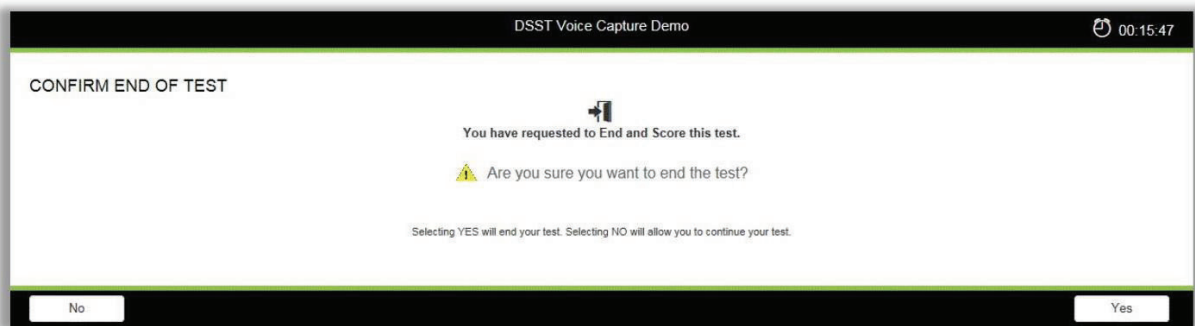 DSST Voice Capture Demo
00:15:47
CONFIRM END OF TEST
You have requested to End and Score this test.
Are you sure you want to end the test?
Selecting YES will end your test. Selecting NO will allow you to continue your test.
No
Yes